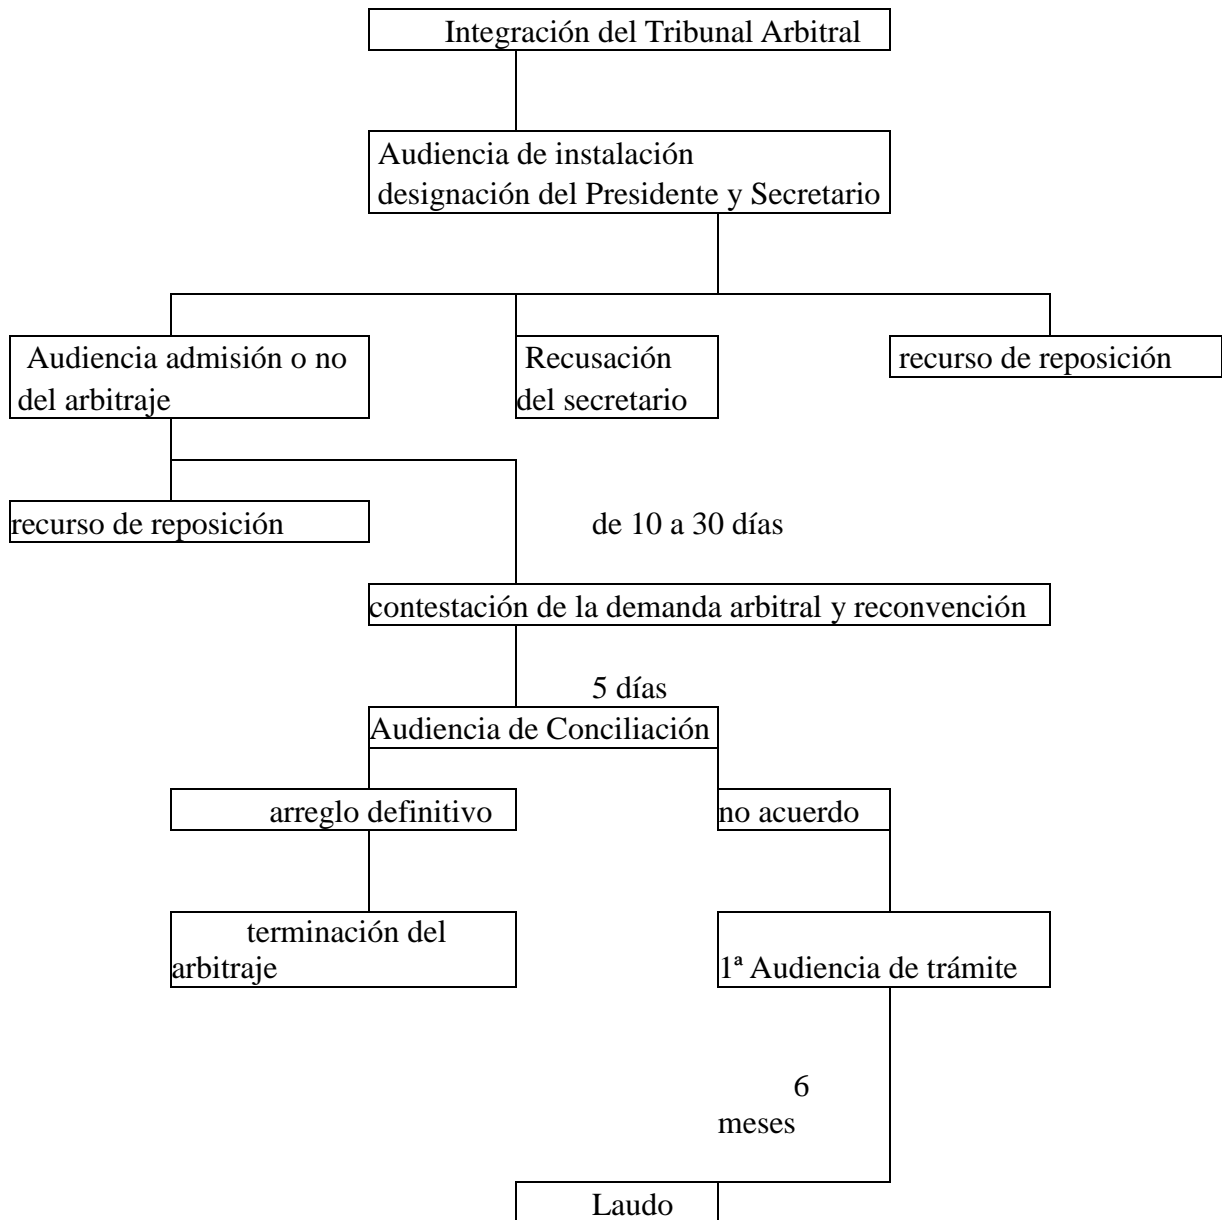 Integración del Tribunal Arbitral
Audiencia de instalación
designación del Presidente y Secretario
Audiencia admisión o no
del arbitraje
Recusación
del secretario
recurso de reposición
recurso de reposición
de 10 a 30 días
contestación de la demanda arbitral y reconvención
5 días
Audiencia de Conciliación
arreglo definitivo
no acuerdo
terminación del
arbitraje
1ª Audiencia de trámite
6
meses
Laudo